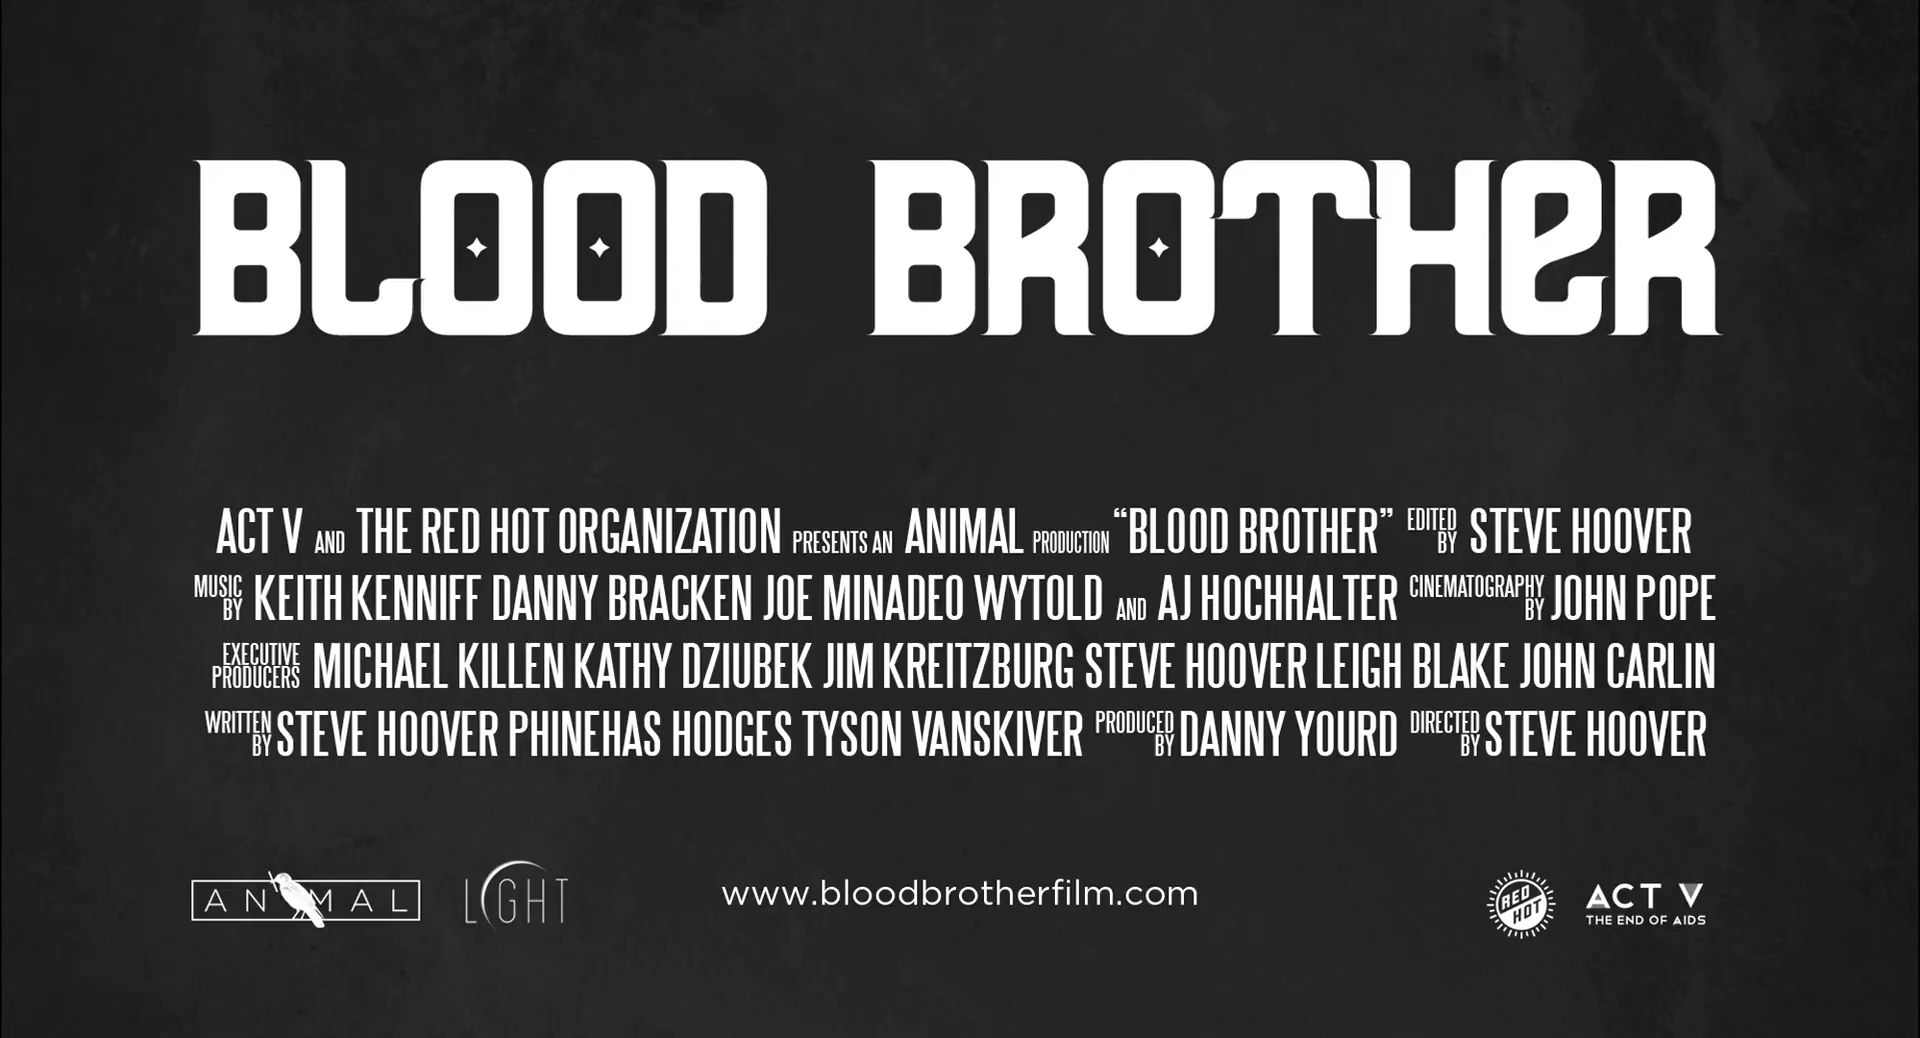 BLOOD BROTHER
ACT V AND THE RED HOT ORGANIZATION PRESENTS AN ANIMAL PRODUCTION “BLOOD BROTHER” EDITED BY STEVE HOOVER
MUSIC BY KEITH KENNIFF DANNY BRACKEN JOE MINADEO WYTOLD AND AJ HOCHHALTER CINEMATOGRAPHY BY JOHN POPE
EXECUTIVE PRODUCERS MICHAEL KILLEN KATHY DZIUBEK JIM KREITZBURG STEVE HOOVER LEIGH BLAKE JOHN CARLIN
WRITTEN BY STEVE HOOVER PHINEHAS HODGES TYSON VANSKIVER PRODUCED BY DANNY YOURD DIRECTED BY STEVE HOOVER
ANIMAL LIGHT www.bloodbrotherfilm.com RED HOT ACT V
THE END OF AIDS